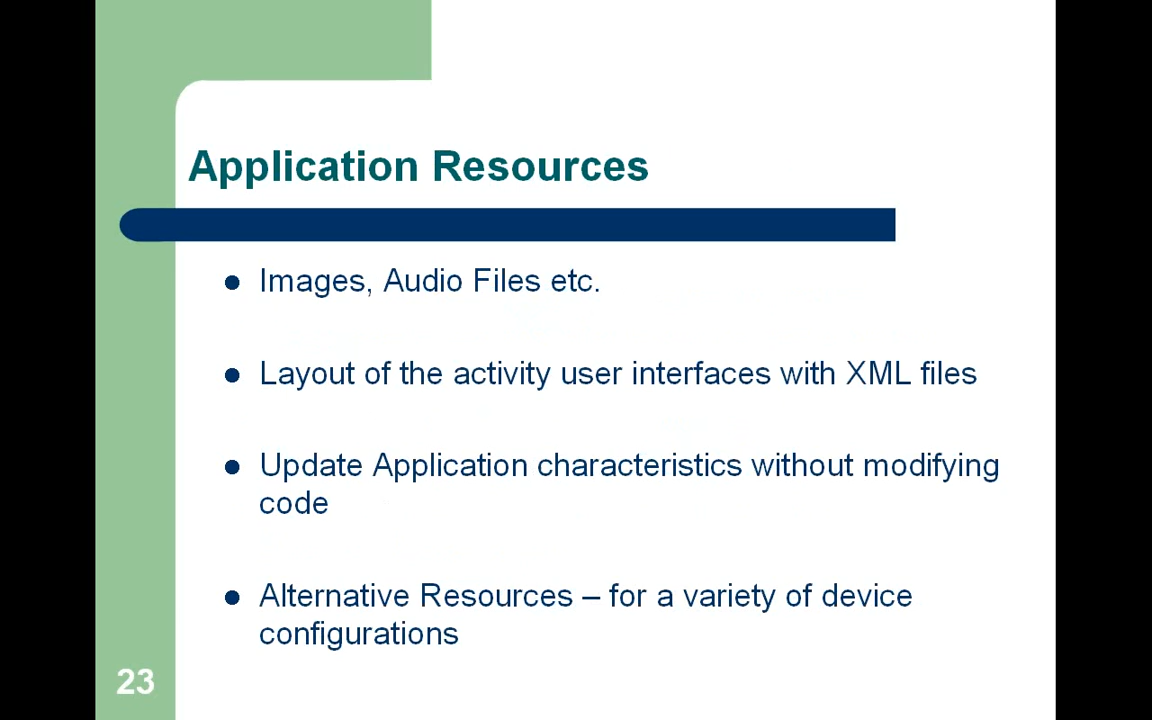 Application Resources
Images, Audio Files etc.
Layout of the activity user interfaces with XML files
Update Application characteristics without modifying
code
Alternative Resources – for a variety of device
configurations
23